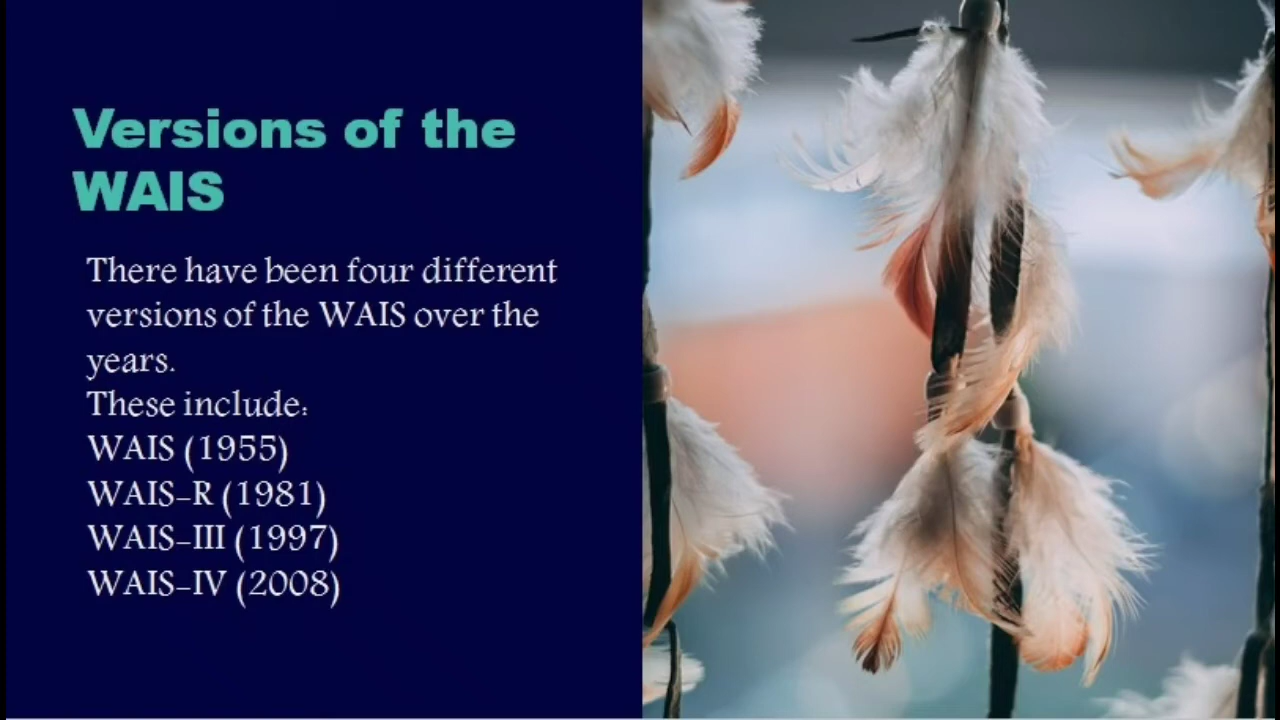 Versions of the
WAIS
There have been four different
versions of the WAIS over the
years.
These include:
WAIS (1955)
WAIS-R (1981)
WAIS-III (1997)
WAIS-IV (2008)